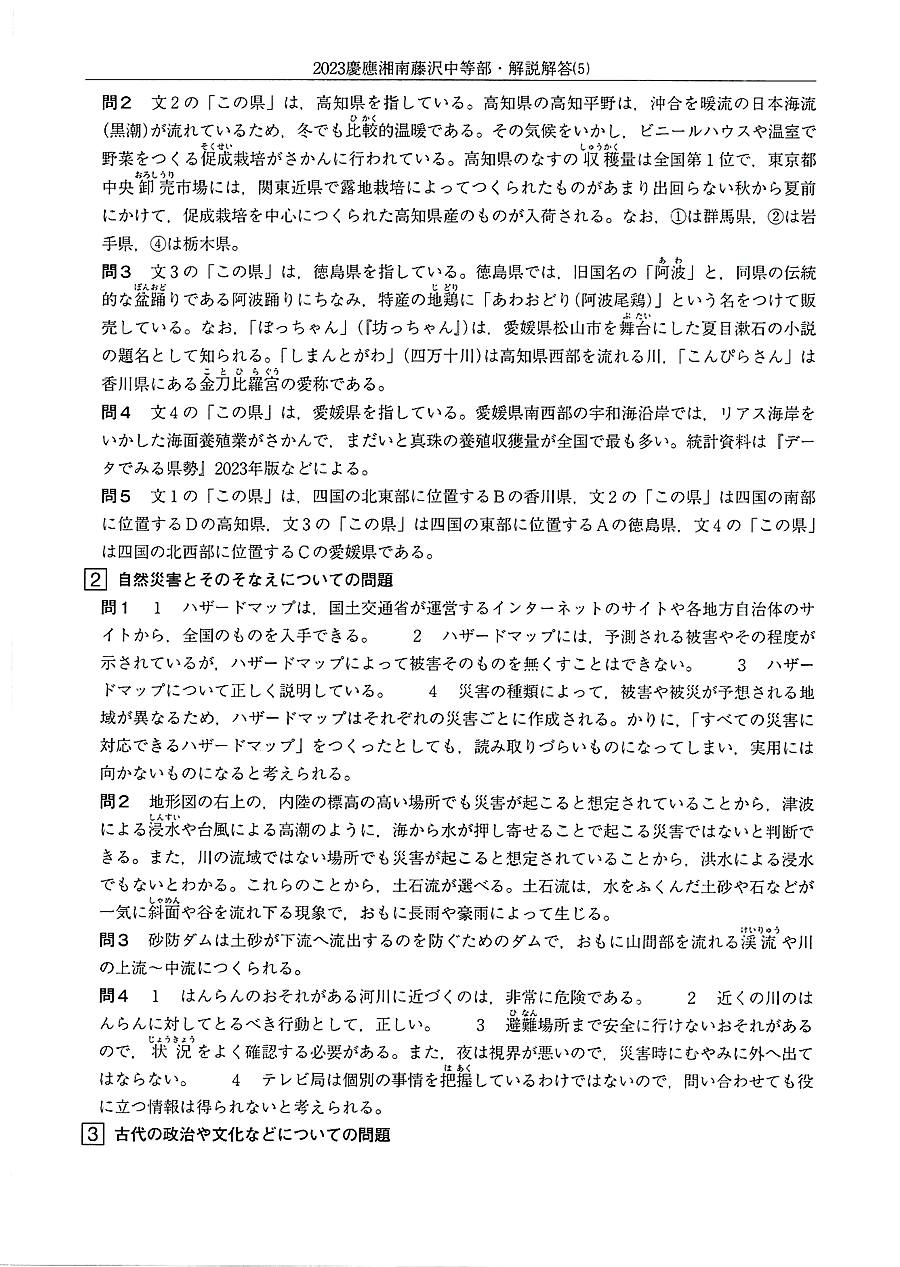 2023慶應湘南藤沢中等部・解説解答(5)
問2 文2の「この県」は，高知県を指している。高知県の高知平野は，沖合を暖流の日本海流
(黒潮)が流れているため，冬でも比較的温暖である。その気候をいかし，ビニールハウスや温室で
野菜をつくる促成栽培がさかんに行われている。高知県のなすの収穫量は全国第1位で，東京都
中央卸売市場には，関東近県で露地栽培によってつくられたものがあまり出回らない秋から夏前
にかけて，促成栽培を中心につくられた高知県産のものが入荷される。なお，①は群馬県，②は岩
手県，④は栃木県。
問3 文3の「この県」は，徳島県を指している。徳島県では，旧国名の「阿波」と，同県の伝統
的な盆踊りである阿波踊りにちなみ，特産の地鶏に「あわおどり(阿波尾鶏)」という名をつけて販
売している。なお，「ぼっちゃん」(『坊っちゃん』)は，愛媛県松山市を舞台にした夏目漱石の小説
の題名として知られる。「しまんとがわ」(四万十川)は高知県西部を流れる川，「こんぴらさん」は
香川県にある金刀比羅宮の愛称である。
問4 文4の「この県」は，愛媛県を指している。愛媛県南西部の宇和海沿岸では，リアス海岸を
いかした海面養殖業がさかんで，まだいと真珠の養殖収獲量が全国で最も多い。統計資料は『デー
タでみる県勢』2023年版などによる。
問5 文1の「この県」は，四国の北東部に位置するBの香川県，文2の「この県」は四国の南部
に位置するDの高知県，文3の「この県」は四国の東部に位置するAの徳島県，文4の「この県」
は四国の北西部に位置するCの愛媛県である。
2 自然災害とそのそなえについての問題
問1 1 ハザードマップは，国土交通省が運営するインターネットのサイトや各地方自治体のサ
イトから，全国のものを入手できる。 2 ハザードマップには，予測される被害やその程度が
示されているが，ハザードマップによって被害そのものを無くすことはできない。 3 ハザー
ドマップについて正しく説明している。 4 災害の種類によって，被害や被災が予想される地
域が異なるため，ハザードマップはそれぞれの災害ごとに作成される。かりに，「すべての災害に
対応できるハザードマップ」をつくったとしても，読み取りづらいものになってしまい，実用には
向かないものになると考えられる。
問2 地形図の右上の，内陸の標高の高い場所でも災害が起こると想定されていることから，津波
による浸水や台風による高潮のように，海から水が押し寄せることで起こる災害ではないと判断で
きる。また，川の流域ではない場所でも災害が起こると想定されていることから，洪水による浸水
でもないとわかる。これらのことから，土石流が選べる。土石流は，水をふくんだ土砂や石などが
一気に斜面や谷を流れ下る現象で，おもに長雨や豪雨によって生じる。
問3 砂防ダムは土砂が下流へ流出するのを防ぐためのダムで，おもに山間部を流れる渓流や川
の上流～中流につくられる。
問4 1 はんらんのおそれがある河川に近づくのは，非常に危険である。 2 近くの川のは
んらんに対してとるべき行動として，正しい。 3 避難場所まで安全に行けないおそれがある
ので，状況をよく確認する必要がある。また，夜は視界が悪いので，災害時にむやみに外へ出て
はならない。 4 テレビ局は個別の事情を把握しているわけではないので，問い合わせても役
に立つ情報は得られないと考えられる。
3 古代の政治や文化などについての問題